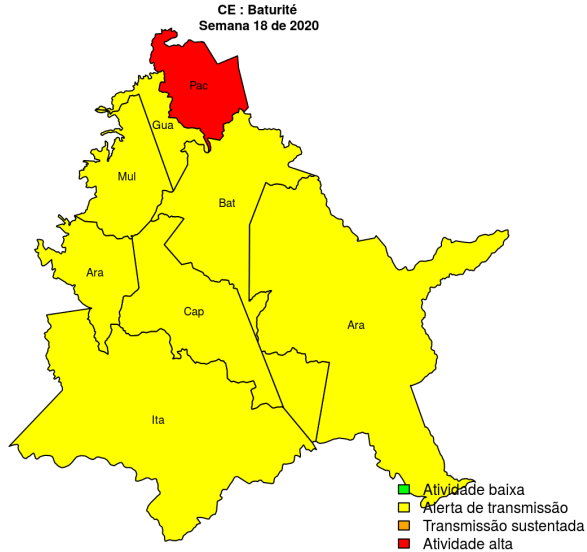 CE : Baturité
Semana 18 de 2020
Pac
Gua
Mul
Bat
Ara
Cap
Ara
Ita
Atividade baixa
Alerta de transmissão
Transmissão sustentada
Atividade alta